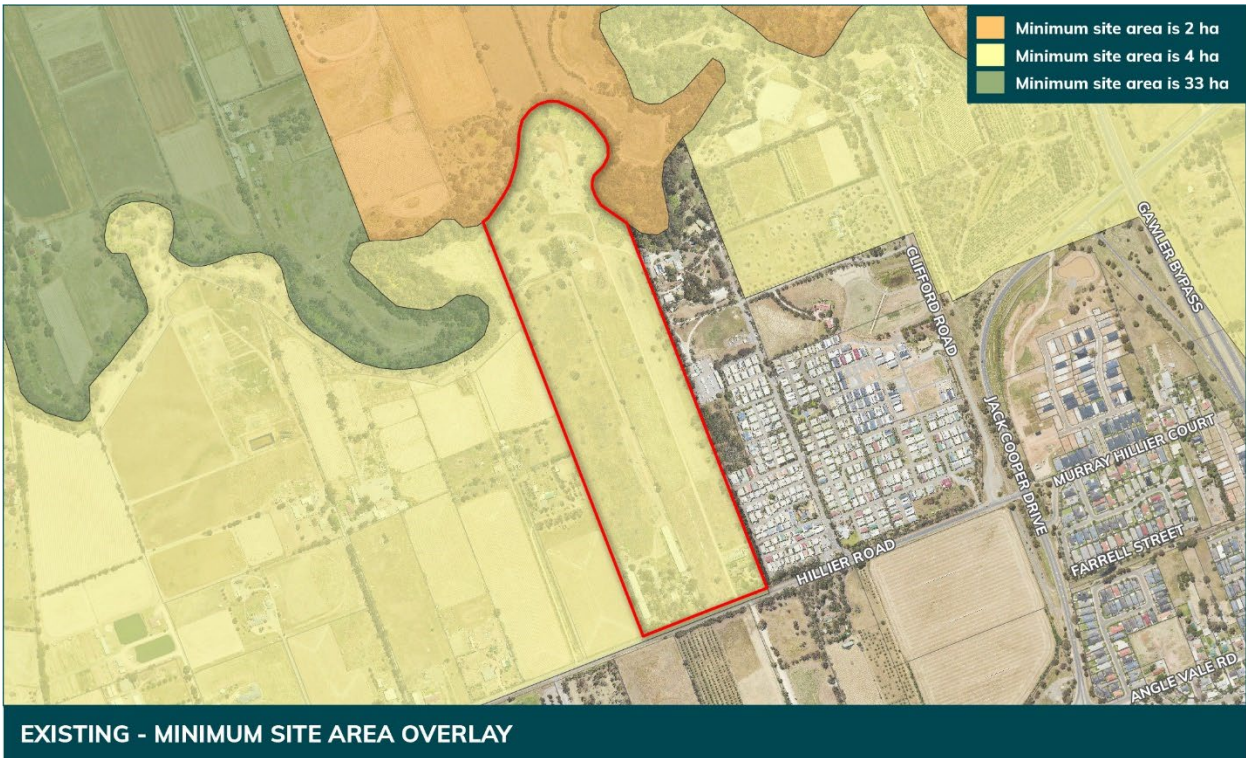 Minimum site area is 2 ha
Minimum site area is 4 ha
Minimum site area is 33 ha
GAWLER BYPASS
CLIFFORD ROAD
JACK COOPER DRIVE
MURRAY HILLIER COURT
HILLIER ROAD
FARRELL STREET
ANGLE VALE RD
EXISTING - MINIMUM SITE AREA OVERLAY